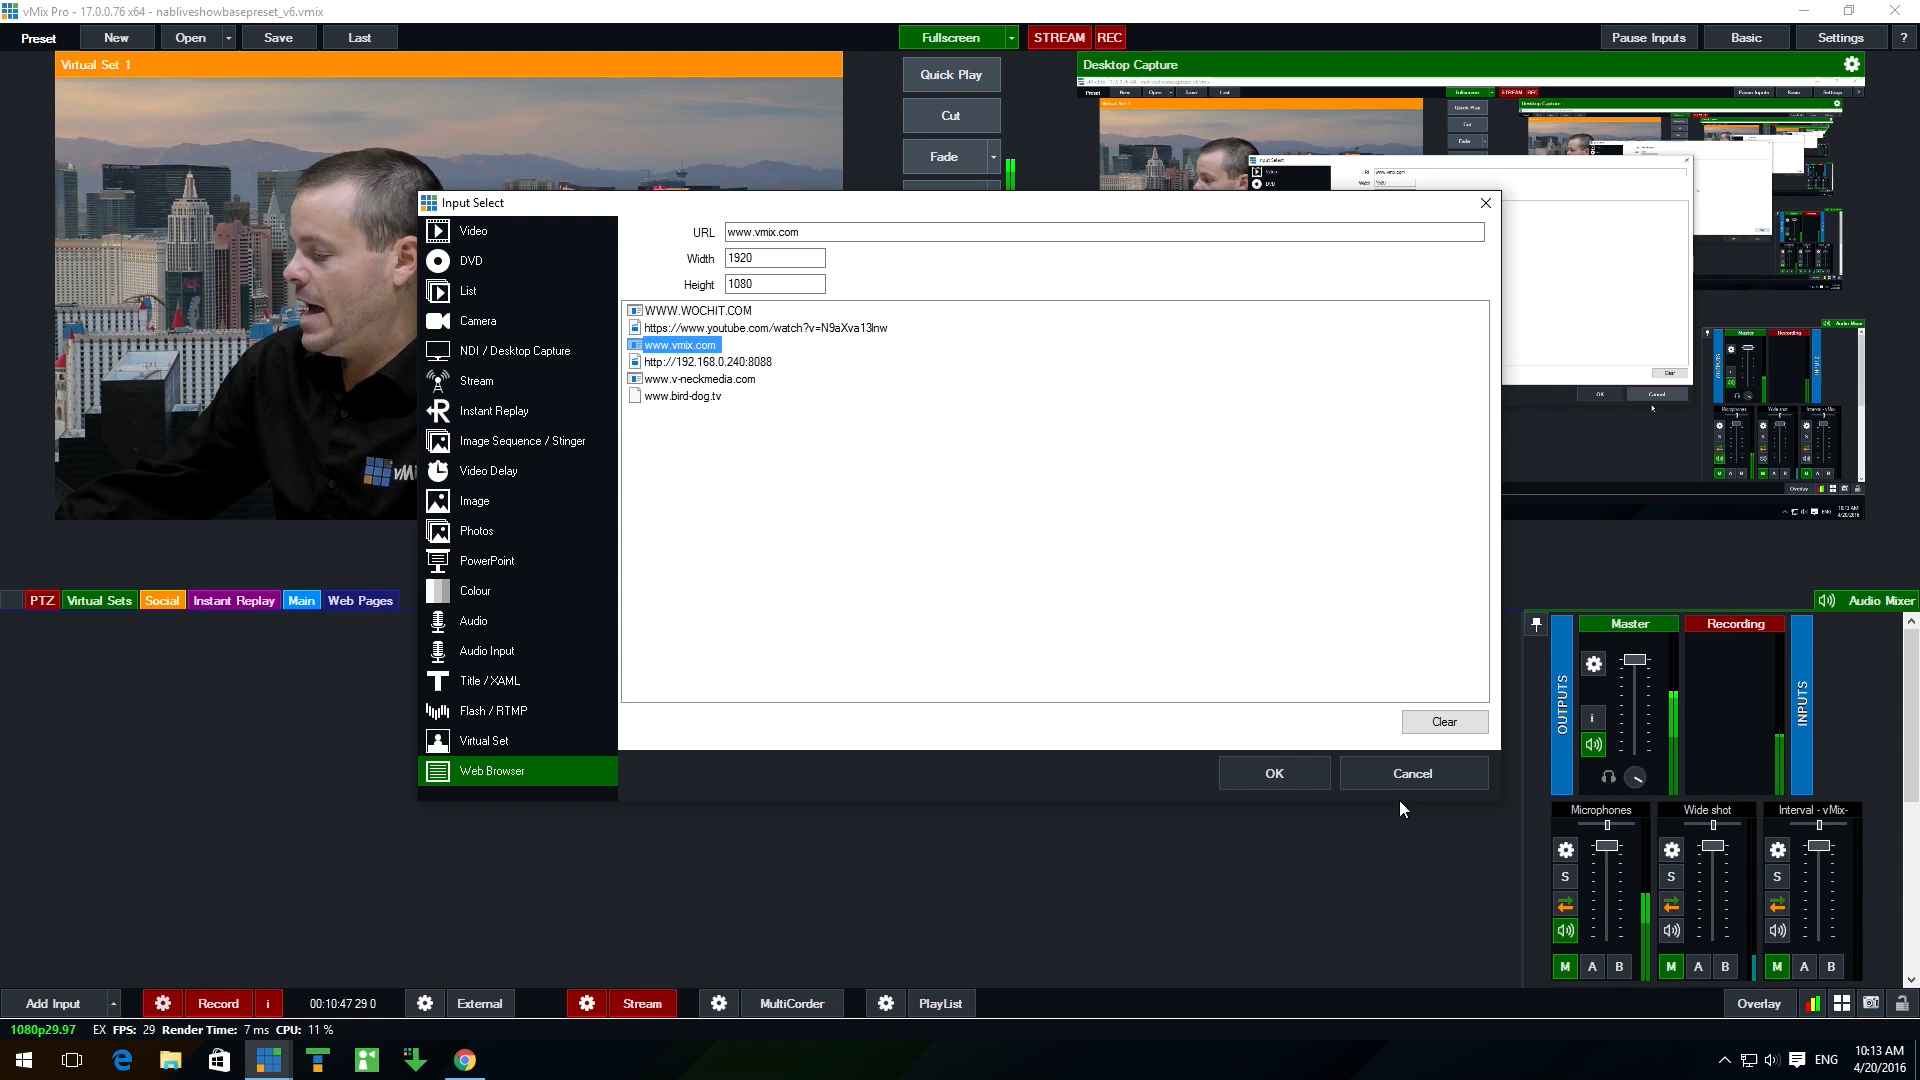 vMix Pro - 17.0.0.76 x64 - nabliveshowbasepreset_v6.vmix
Preset New Open Save Last Fullscreen STREAM REC Pause Inputs Basic Settings ?
Virtual Set 1
Quick Play
Cut
Fade
Desktop Capture
Input Select
Video
DVD
List
Camera
NDI / Desktop Capture
Stream
Instant Replay
Image Sequence / Stinger
Video Delay
Image
Photos
PowerPoint
Colour
Audio
Audio Input
Title / XAML
Flash / RTMP
Virtual Set
Web Browser
URL www.vmix.com
Width 1920
Height 1080
WWW.WOCHIT.COM
https://www.youtube.com/watch?v=N9aXva13lnw
www.vmix.com
http://192.168.0.240:8088
www.v-neckmedia.com
www.bird-dog.tv
Clear
OK Cancel
PTZ Virtual Sets Social Instant Replay Main Web Pages
Audio Mixer
OUTPUTS
Master Recording
INPUTS
i
Microphones Wide shot Interval - vMix-
S S S
M A B M A B M A B
Add Input Record i 00:10:47 29 0 External Stream MultiCorder PlayList Overlay
1080p29.97 EX FPS: 29 Render Time: 7 ms CPU: 11 %
ENG
10:13 AM
4/20/2016